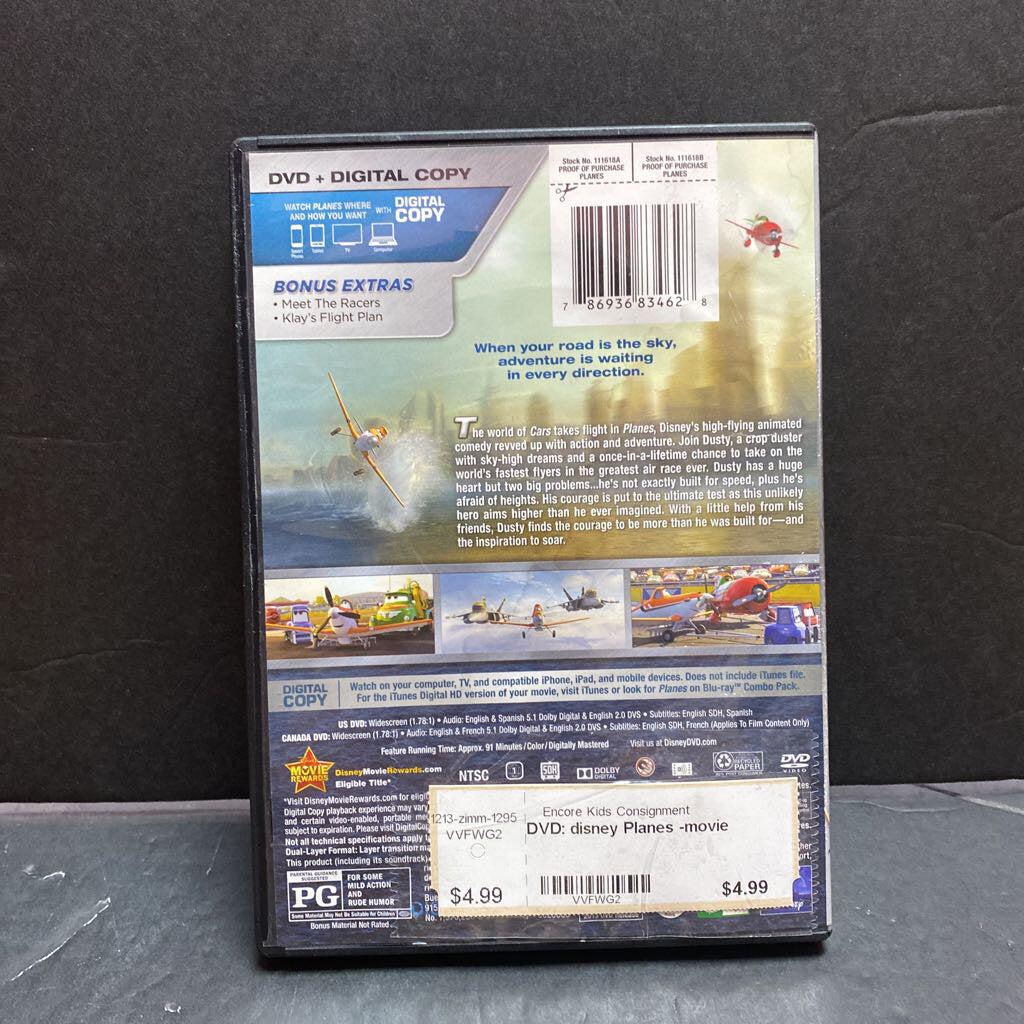 DVD + DIGITAL COPY
WATCH PLANES WHERE
AND HOW YOU WANT
WITH
DIGITAL
COPY
Smart
Phone
Tablet
TV
Computer
BONUS EXTRAS
• Meet The Racers
• Klay's Flight Plan
Stock No. 111618A
PROOF OF PURCHASE
PLANES
Stock No. 111618B
PROOF OF PURCHASE
PLANES
7 86936 83462 8
When your road is the sky,
adventure is waiting
in every direction.
The world of Cars takes flight in Planes, Disney's high-flying animated
comedy revved up with action and adventure. Join Dusty, a crop duster
with sky-high dreams and a once-in-a-lifetime chance to take on the
world's fastest flyers in the greatest air race ever. Dusty has a huge
heart but two big problems...he's not exactly built for speed, plus he's
afraid of heights. His courage is put to the ultimate test as this unlikely
hero aims higher than he ever imagined. With a little help from his
friends, Dusty finds the courage to be more than he was built for—and
the inspiration to soar.
DIGITAL
COPY
Watch on your computer, TV, and compatible iPhone, iPad, and mobile devices. Does not include iTunes file.
For the iTunes Digital HD version of your movie, visit iTunes or look for Planes on Blu-ray™ Combo Pack.
US DVD: Widescreen (1.78:1) • Audio: English & Spanish 5.1 Dolby Digital & English 2.0 DVS • Subtitles: English SDH, Spanish
CANADA DVD: Widescreen (1.78:1) • Audio: English & French 5.1 Dolby Digital & English 2.0 DVS • Subtitles: English SDH, French (Applies To Film Content Only)
Feature Running Time: Approx. 91 Minutes/Color/Digitally Mastered
Visit us at DisneyDVD.com
DISNEY
MOVIE
REWARDS
DisneyMovieRewards.com
Eligible Title*
NTSC
1
SDH
DOLBY
DIGITAL
RECYCLED
PAPER
DVD
VIDEO
*Visit DisneyMovieRewards.com for eligi
Digital Copy playback experience may vary
and certain video-enabled, portable me
subject to expiration. Please visit DigitalCo
Not all technical specifications apply t
Dual-Layer Format: Layer transition m
This product (including its soundtrack)
PARENTAL GUIDANCE SUGGESTED
PG
FOR SOME
MILD ACTION
AND
RUDE HUMOR
Some Material May Not Be Suitable for Children
Bonus Material Not Rated
1213-zimm-1295
VVFWG2
$4.99
Encore Kids Consignment
DVD: disney Planes -movie
VVFWG2
$4.99